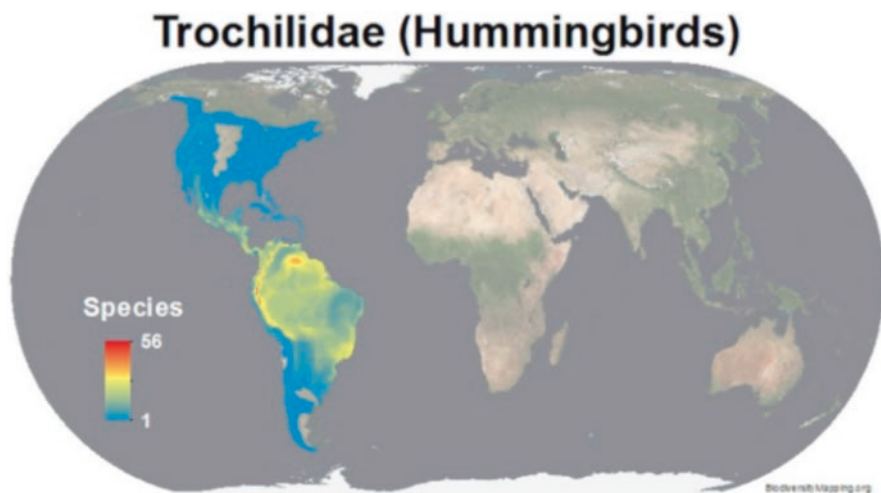 Trochilidae (Hummingbirds)
Species
56
1
BiodiversityMapping.org